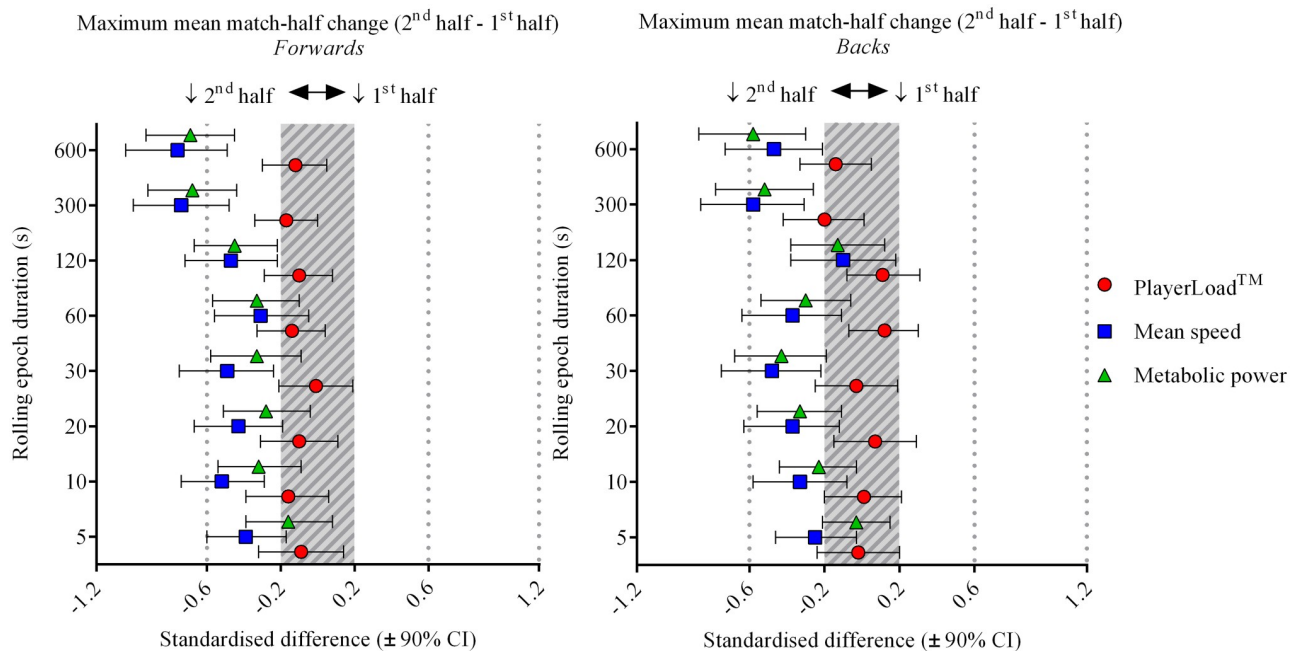 Maximum mean match-half change (2nd half - 1st half)
Forwards
↓ 2nd half ↓ 1st half
Rolling epoch duration (s)
600
300
120
60
30
20
10
5
-1.2 -0.6 -0.2 0.2 0.6 1.2
Standardised difference (± 90% CI)
Maximum mean match-half change (2nd half - 1st half)
Backs
↓ 2nd half ↓ 1st half
Rolling epoch duration (s)
600
300
120
60
30
20
10
5
-1.2 -0.6 -0.2 0.2 0.6 1.2
Standardised difference (± 90% CI)
PlayerLoadTM
Mean speed
Metabolic power